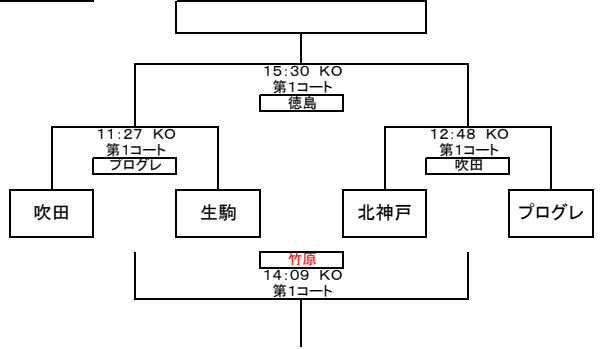 15:30 KO
第1コート
徳島
11:27 KO
第1コート
プログレ
12:48 KO
第1コート
吹田
吹田
生駒
北神戸
プログレ
竹原
14:09 KO
第1コート